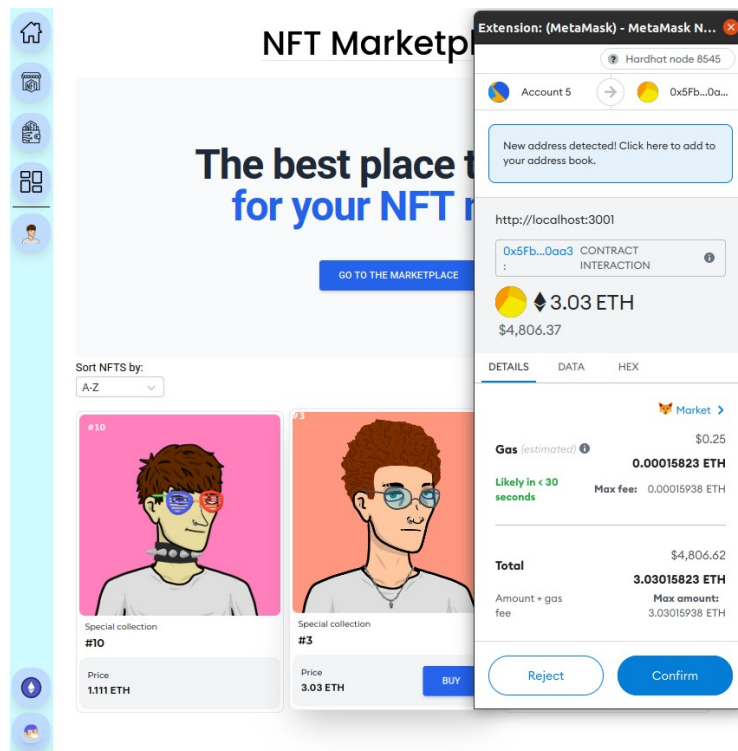 NFT Marketpl
The best place t
for your NFT
GO TO THE MARKETPLACE
Sort NFTS by:
A-Z
#10
Special collection
#10
Price
1.111 ETH
#3
Special collection
#3
Price
3.03 ETH
BUY
Extension: (MetaMask) - MetaMask N...
Hardhat node 8545
Account 5
0x5Fb...0a...
New address detected! Click here to add to
your address book.
http://localhost:3001
0x5Fb...0aa3 CONTRACT
: INTERACTION
3.03 ETH
$4,806.37
DETAILS DATA HEX
Market
$0.25
Gas (estimated)
0.00015823 ETH
Likely in < 30
seconds
Max fee: 0.00015938 ETH
$4,806.62
Total
3.03015823 ETH
Amount + gas
fee
Max amount:
3.03015938 ETH
Reject
Confirm